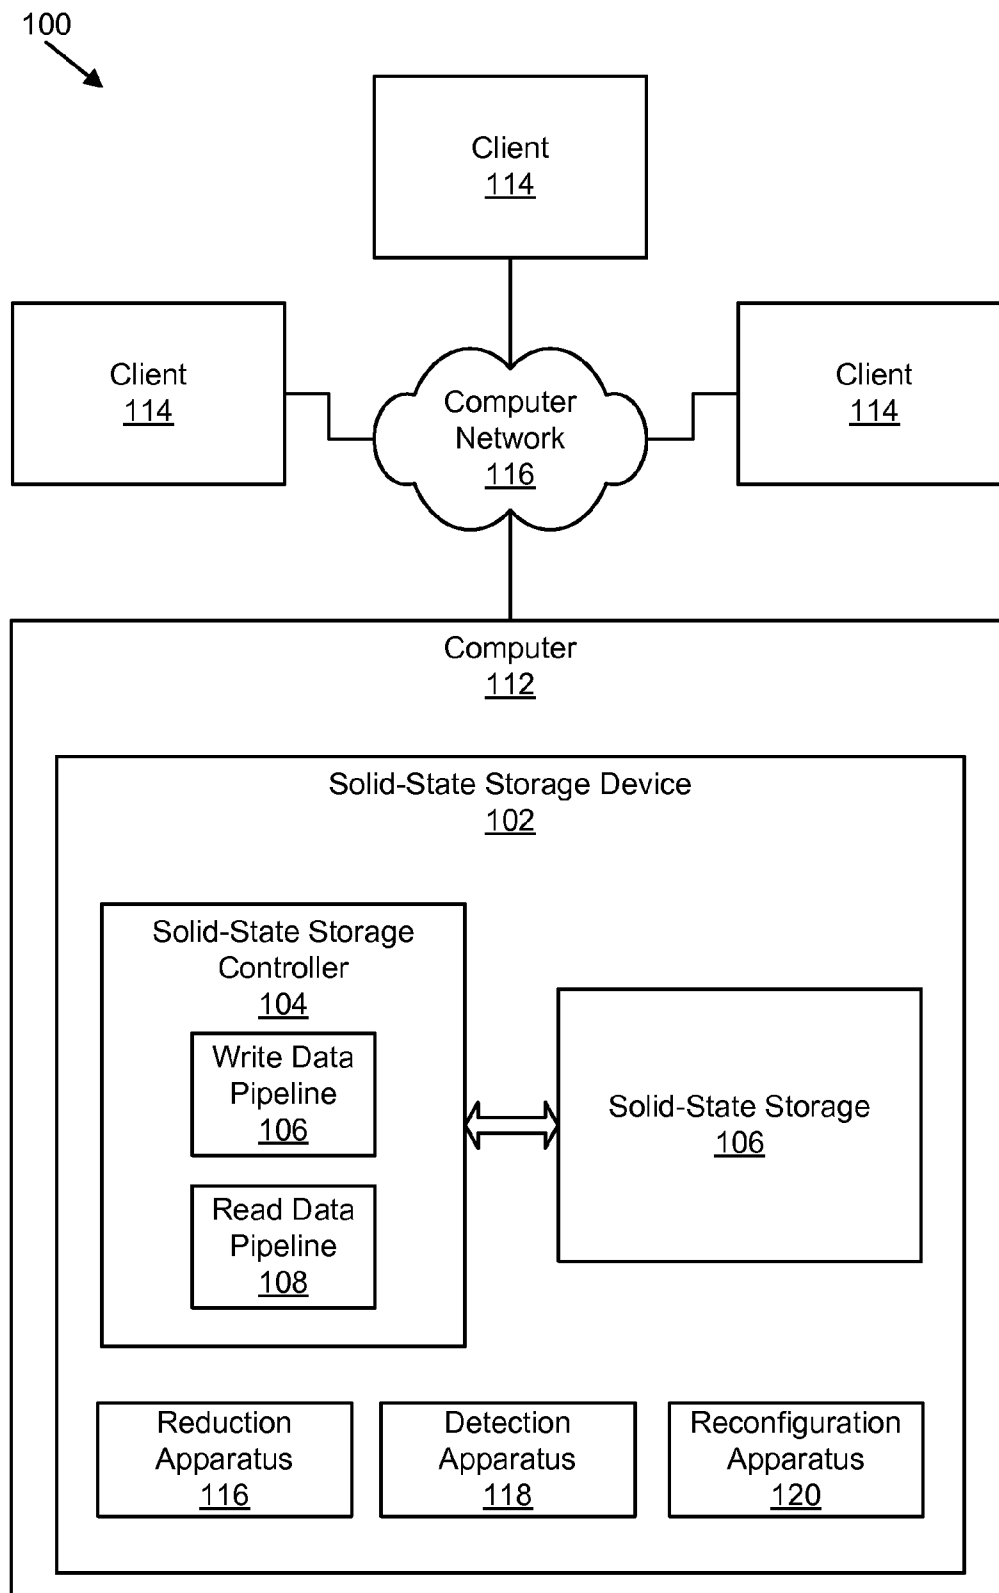 100
Client
114
Client
114
Client
114
Computer
Network
116
Computer
112
Solid-State Storage Device
102
Solid-State Storage
Controller
104
Write Data
Pipeline
106
Read Data
Pipeline
108
Solid-State Storage
106
Reduction
Apparatus
116
Detection
Apparatus
118
Reconfiguration
Apparatus
120